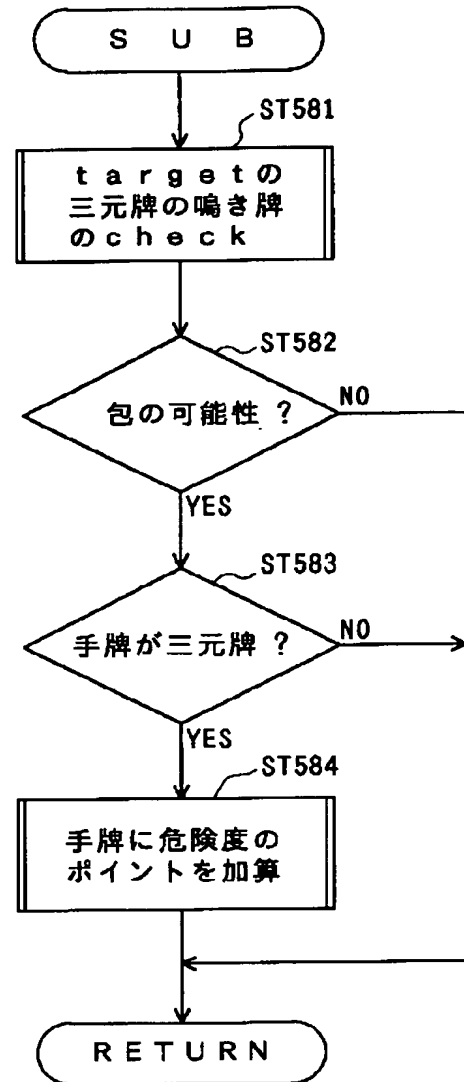 SUB
ST581
targetの
三元牌の鳴き牌
のcheck
ST582
包の可能性？
NO
YES
ST583
手牌が三元牌？
NO
YES
ST584
手牌に危険度の
ポイントを加算
RETURN